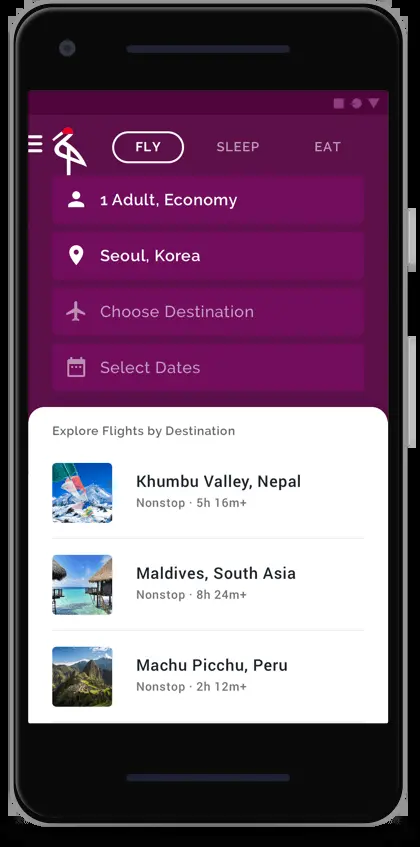 FLY
SLEEP
EAT
1 Adult, Economy
Seoul, Korea
Choose Destination
Select Dates
Explore Flights by Destination
Khumbu Valley, Nepal
Nonstop · 5h 16m+
Maldives, South Asia
Nonstop · 8h 24m+
Machu Picchu, Peru
Nonstop · 2h 12m+